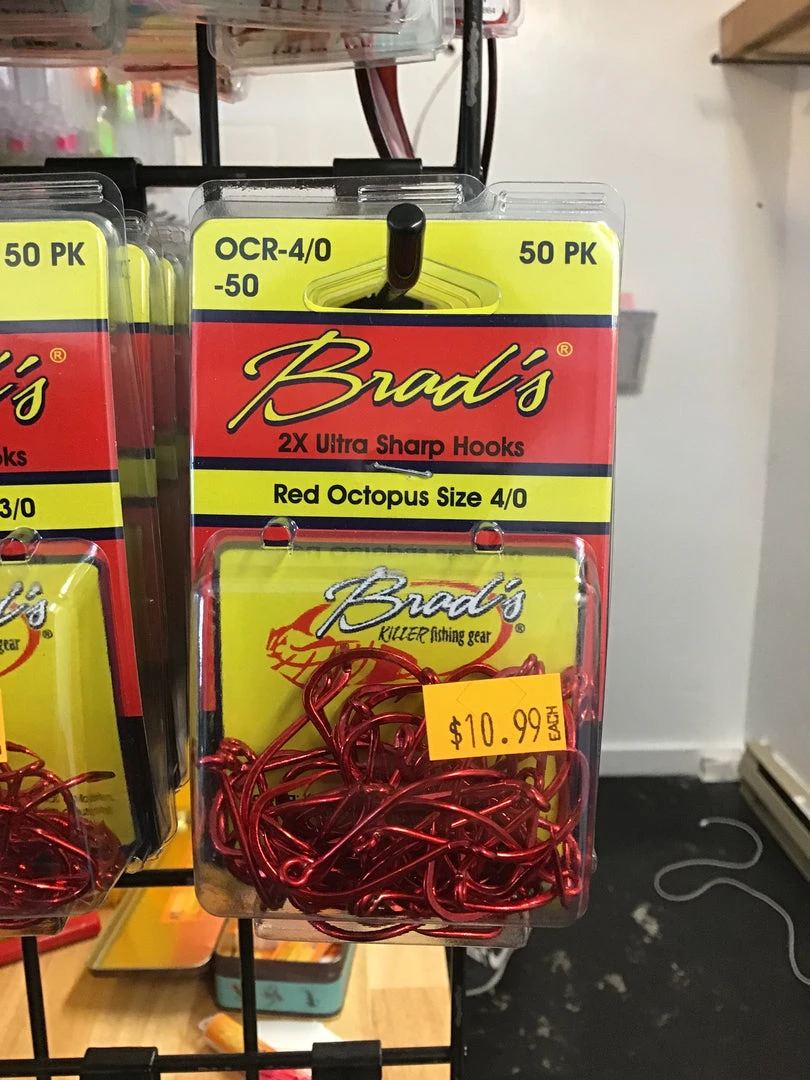 50 PK
's®
ks
3/0
's
®
gear
OCR-4/0
-50
50 PK
Brad's®
2X Ultra Sharp Hooks
Red Octopus Size 4/0
Brad's
KILLER fishing gear ®
$10.99 EACH